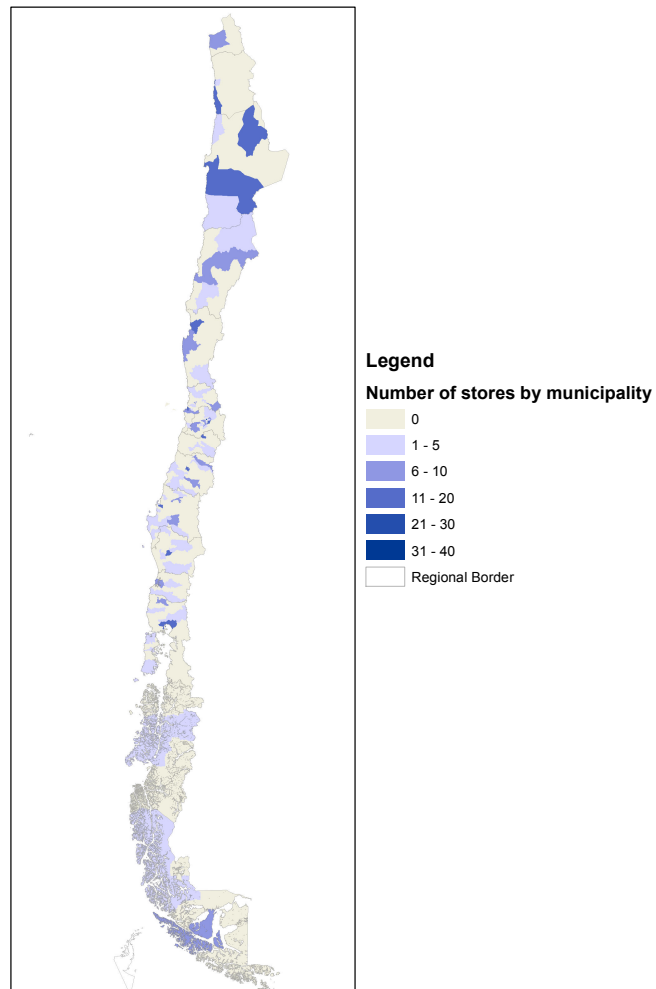 Legend
Number of stores by municipality
0
1 - 5
6 - 10
11 - 20
21 - 30
31 - 40
Regional Border